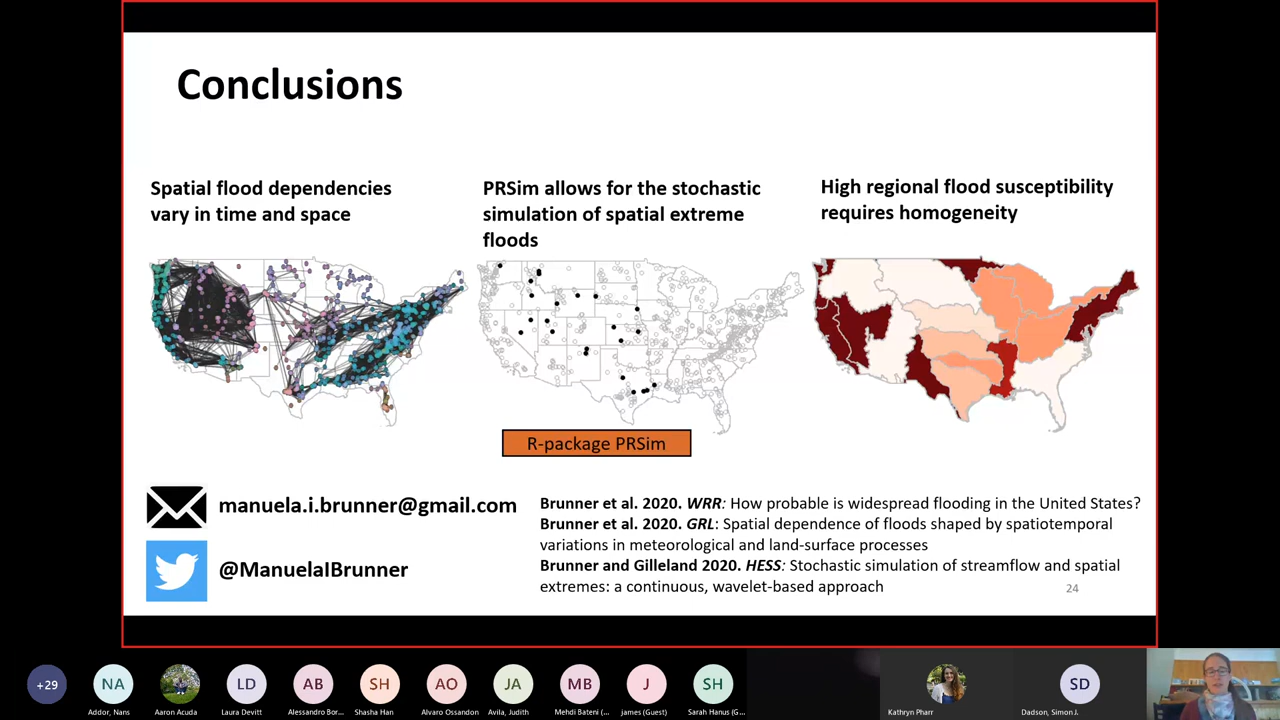 Conclusions
Spatial flood dependencies
vary in time and space
PRSim allows for the stochastic
simulation of spatial extreme
floods
High regional flood susceptibility
requires homogeneity
R-package PRSim
manuela.i.brunner@gmail.com
@ManuelaIBrunner
Brunner et al. 2020. WRR: How probable is widespread flooding in the United States?
Brunner et al. 2020. GRL: Spatial dependence of floods shaped by spatiotemporal
variations in meteorological and land-surface processes
Brunner and Gilleland 2020. HESS: Stochastic simulation of streamflow and spatial
extremes: a continuous, wavelet-based approach
24
+29
NA
LD
AB
SH
AO
JA
MB
J
SH
SD
Addor, Nans
Aaron Acuda
Laura Devitt
Alessandro Bor...
Shasha Han
Alvaro Ossandon
Avila, Judith
Mehdi Bateni (...
james (Guest)
Sarah Hanus (G...
Kathryn Pharr
Dadson, Simon J.